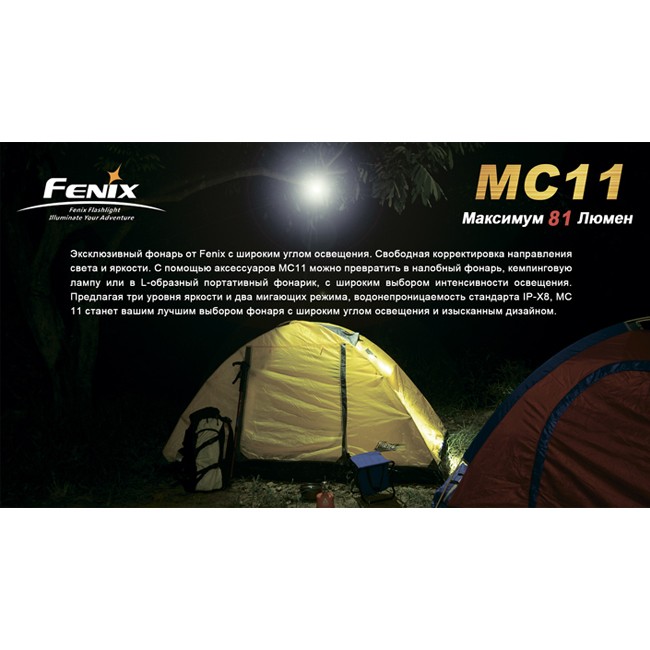 FENIX
Fenix Flashlight
Illuminate Your Adventure
MC11
Максимум 81 Люмен
Эксклюзивный фонарь от Fenix с широким углом освещения. Свободная корректировка направления
света и яркости. С помощью аксессуаров MC11 можно превратить в налобный фонарь, кемпинговую
лампу или в L-образный портативный фонарик, с широким выбором интенсивности освещения.
Предлагая три уровня яркости и два мигающих режима, водонепроницаемость стандарта IP-X8, MC
11 станет вашим лучшим выбором фонаря с широким углом освещения и изысканным дизайном.